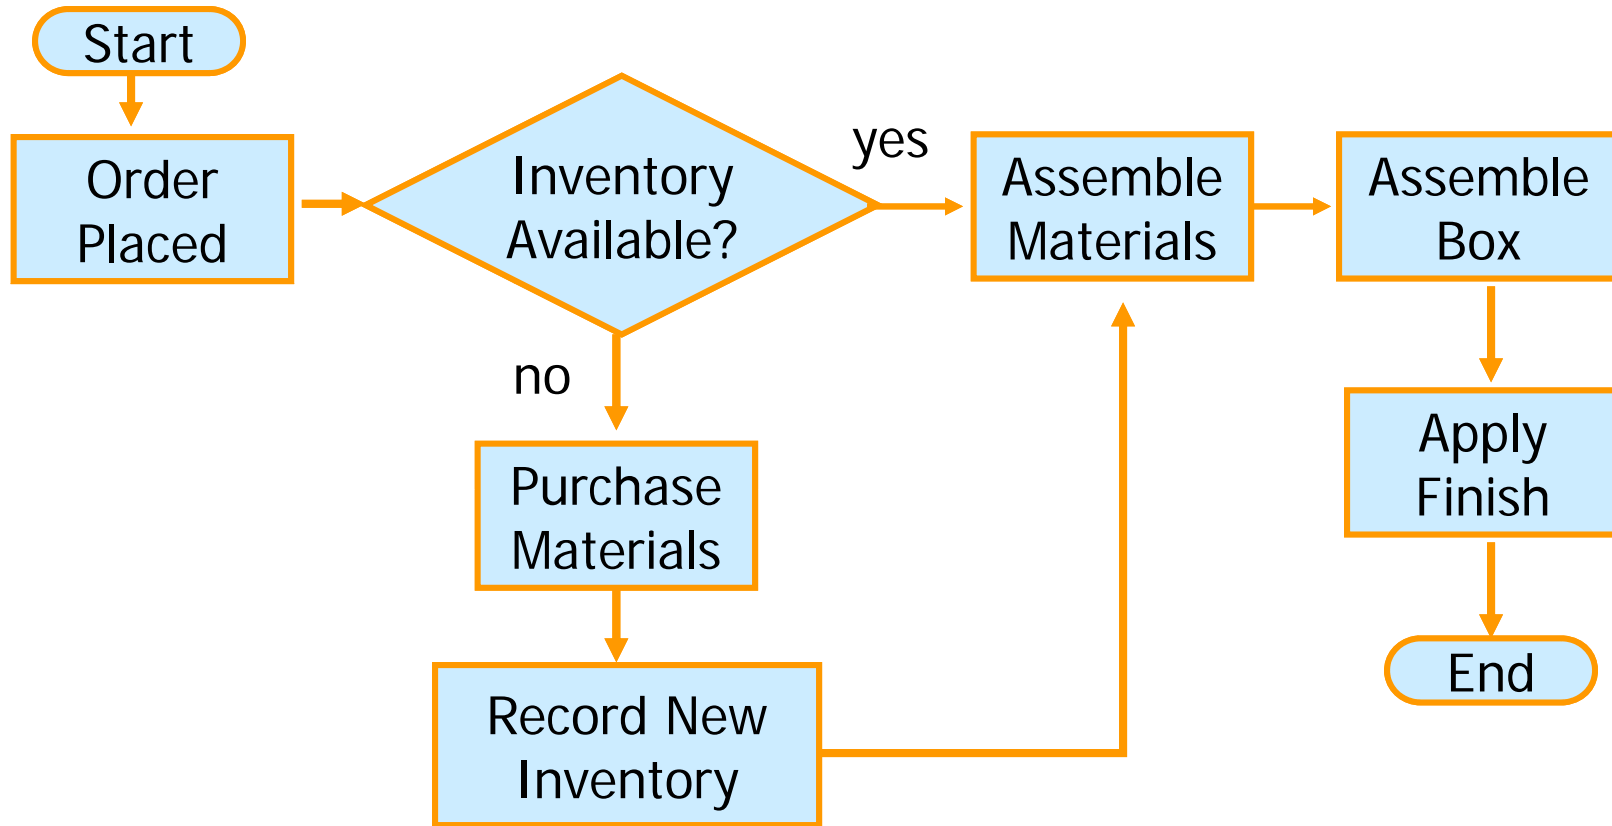 Start
Order
Placed
Inventory
Available?
yes
no
Assemble
Materials
Assemble
Box
Purchase
Materials
Record New
Inventory
Apply
Finish
End